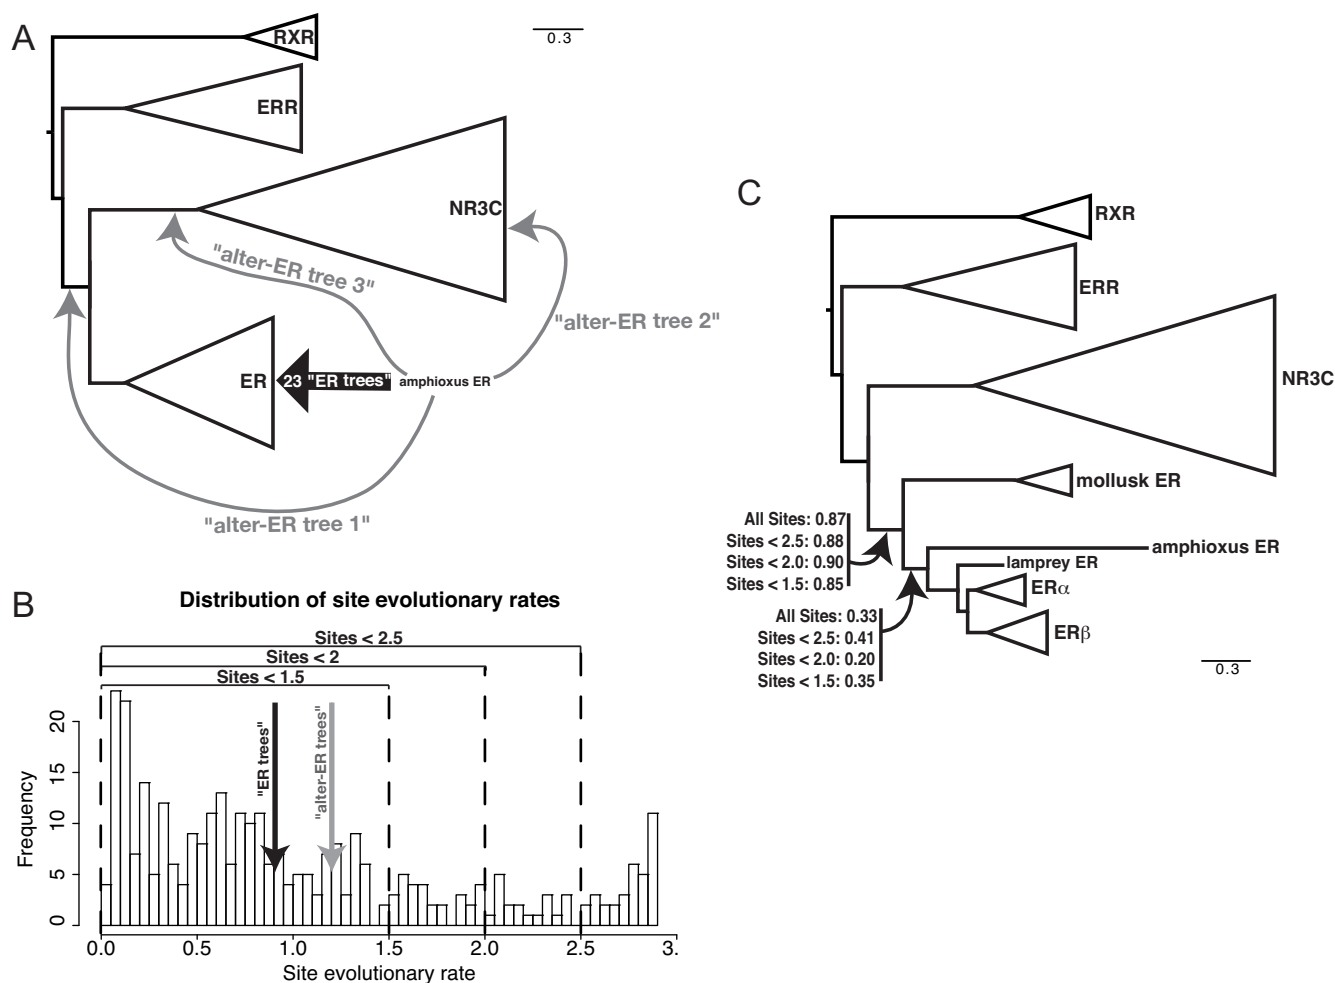 A
RXR
0.3
ERR
NR3C
"alter-ER tree 3"
"alter-ER tree 2"
ER
23 "ER trees"
amphioxus ER
"alter-ER tree 1"
B
Distribution of site evolutionary rates
Sites < 2.5
Sites < 2
Sites < 1.5
"ER trees"
"alter-ER trees"
Frequency
20
15
10
5
0
0.0 0.5 1.0 1.5 2.0 2.5 3.
Site evolutionary rate
C
RXR
ERR
NR3C
mollusk ER
All Sites: 0.87
Sites < 2.5: 0.88
Sites < 2.0: 0.90
Sites < 1.5: 0.85
amphioxus ER
lamprey ER
ERα
ERβ
All Sites: 0.33
Sites < 2.5: 0.41
Sites < 2.0: 0.20
Sites < 1.5: 0.35
0.3